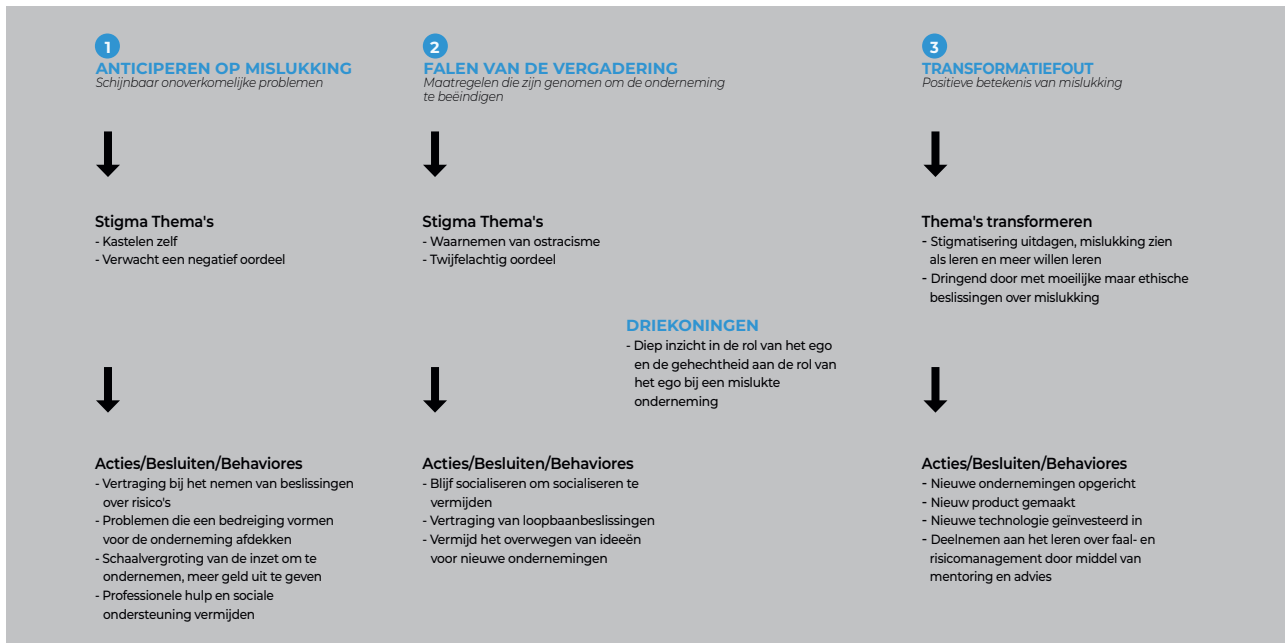 1
ANTICIPEREN OP MISLUKKING
Schijnbaar onoverkomelijke problemen
Stigma Thema's
- Kastelen zelf
- Verwacht een negatief oordeel
Acties/Besluiten/Behaviores
- Vertraging bij het nemen van beslissingen
over risico's
- Problemen die een bedreiging vormen
voor de onderneming afdekken
- Schaalvergroting van de inzet om te
ondernemen, meer geld uit te geven
- Professionele hulp en sociale
ondersteuning vermijden
2
FALEN VAN DE VERGADERING
Maatregelen die zijn genomen om de onderneming
te beëindigen
Stigma Thema's
- Waarnemen van ostracisme
- Twijfelachtig oordeel
Acties/Besluiten/Behaviores
- Blijf socialiseren om socialiseren te
vermijden
- Vertraging van loopbaanbeslissingen
- Vermijd het overwegen van ideeën
voor nieuwe ondernemingen
DRIEKONINGEN
- Diep inzicht in de rol van het ego
en de gehechtheid aan de rol van
het ego bij een mislukte
onderneming
3
TRANSFORMATIEFOUT
Positieve betekenis van mislukking
Thema's transformeren
- Stigmatisering uitdagen, mislukking zien
als leren en meer willen leren
- Dringend door met moeilijke maar ethische
beslissingen over mislukking
Acties/Besluiten/Behaviores
- Nieuwe ondernemingen opgericht
- Nieuw product gemaakt
- Nieuwe technologie geïnvesteerd in
- Deelnemen aan het leren over faal- en
risicomanagement door middel van
mentoring en advies